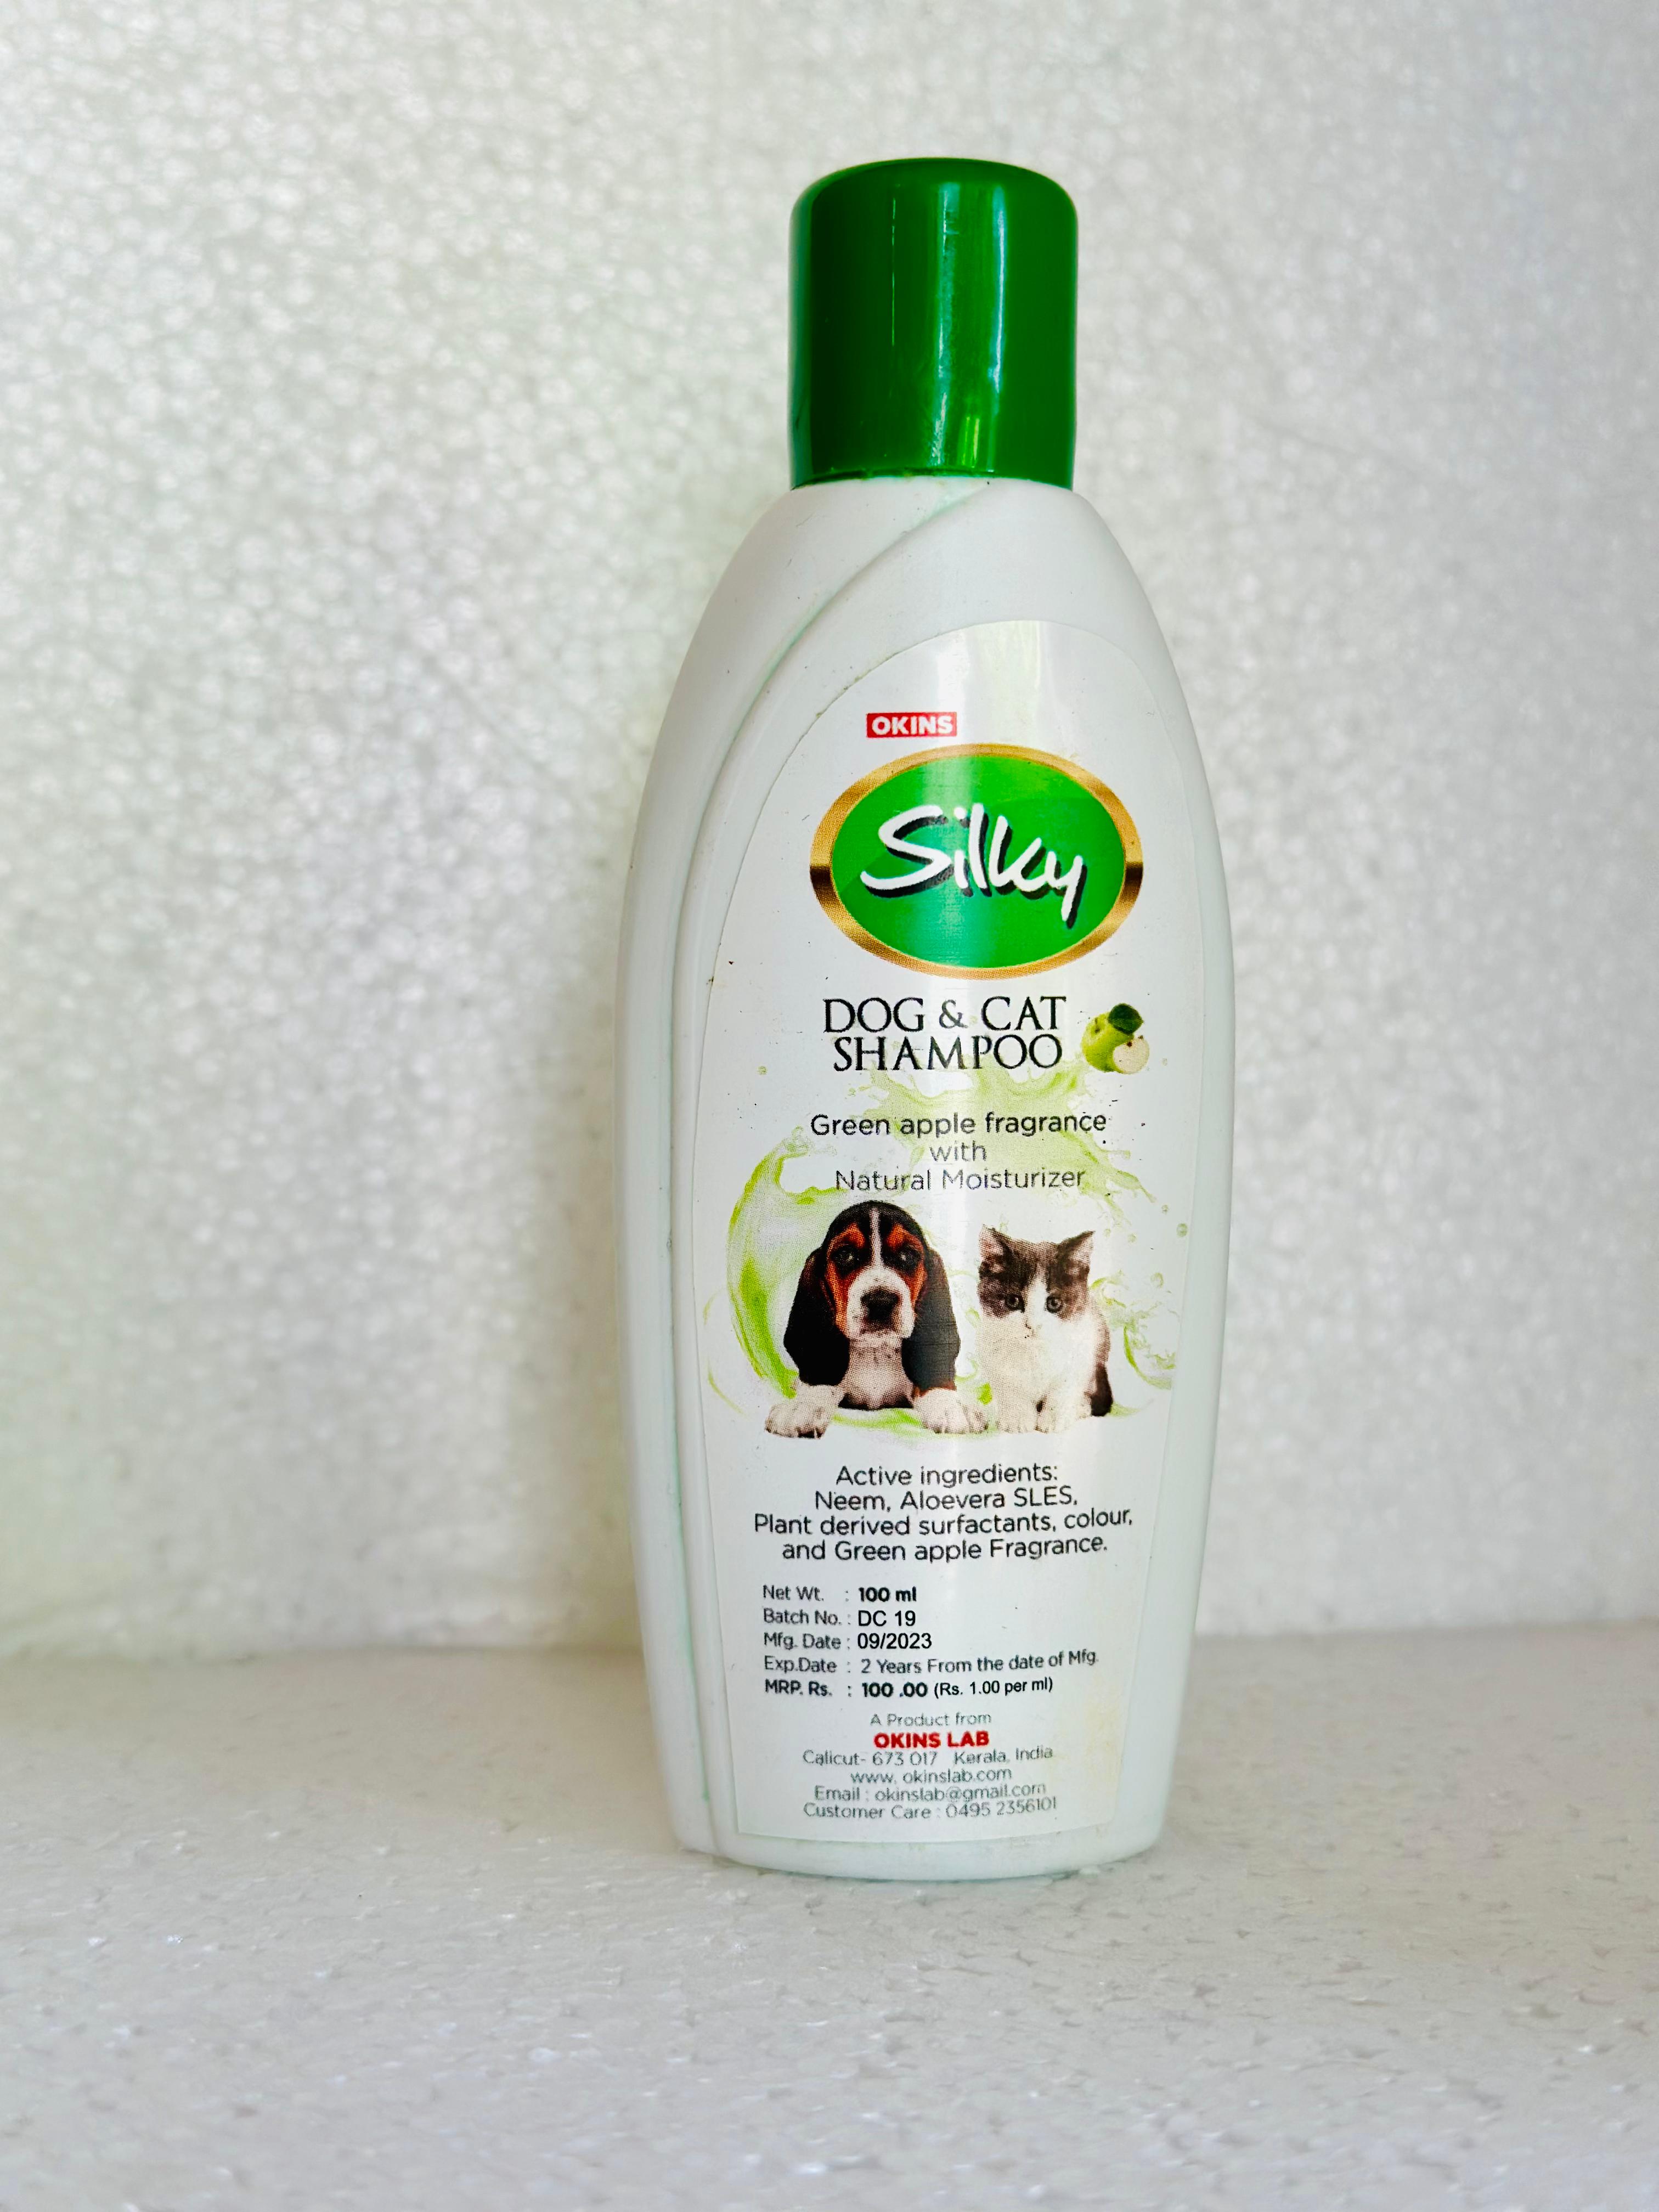 OKINS
Silky
DOG & CAT
SHAMPOO
Green apple fragrance
with
Natural Moisturizer
Active ingredients:
Neem, Aloevera SLES,
Plant derived surfactants, colour,
and Green apple Fragrance.
Net Wt. : 100 ml
Batch No. : DC 19
Mfg. Date : 09/2023
Exp.Date : 2 Years From the date of Mfg.
MRP. Rs. : 100 .00 (Rs. 1.00 per ml)
A Product from
OKINS LAB
Calicut- 673 017 Kerala, India
www. okinslab.com
Email : okinslab@gmail.com
Customer Care : 0495 2356101